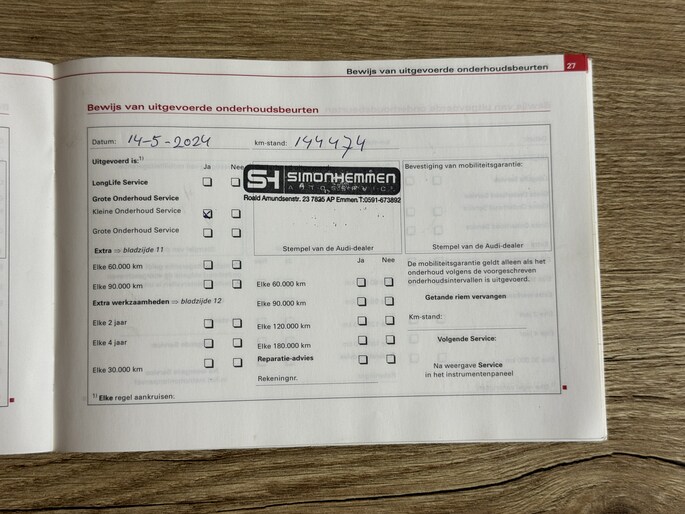 Bewijs van uitgevoerde onderhoudsbeurten 27
Bewijs van uitgevoerde onderhoudsbeurten
Datum: 14-5-2024 km-stand: 144474
Uitgevoerd is:1) Ja Nee
LongLife Service
Grote Onderhoud Service
Kleine Onderhoud Service
Grote Onderhoud Service
Extra ⇒ bladzijde 11
Elke 60.000 km
Elke 90.000 km
Extra werkzaamheden ⇒ bladzijde 12
Elke 2 jaar
Elke 4 jaar
Elke 30.000 km
1) Elke regel aankruisen:
SH SIMONHEMMEN
AUTOSERVICE
Roald Amundsenstr. 23 7825 AP Emmen.T:0591-673892
Stempel van de Audi-dealer
Ja Nee
Elke 60.000 km
Elke 90.000 km
Elke 120.000 km
Elke 180.000 km
Reparatie-advies
Rekeningnr.
Bevestiging van mobiliteitsgarantie:
Stempel van de Audi-dealer
De mobiliteitsgarantie geldt alleen als het
onderhoud volgens de voorgeschreven
onderhoudsintervallen is uitgevoerd.
Getande riem vervangen
Km-stand:
Volgende Service:
Na weergave Service
in het instrumentenpaneel